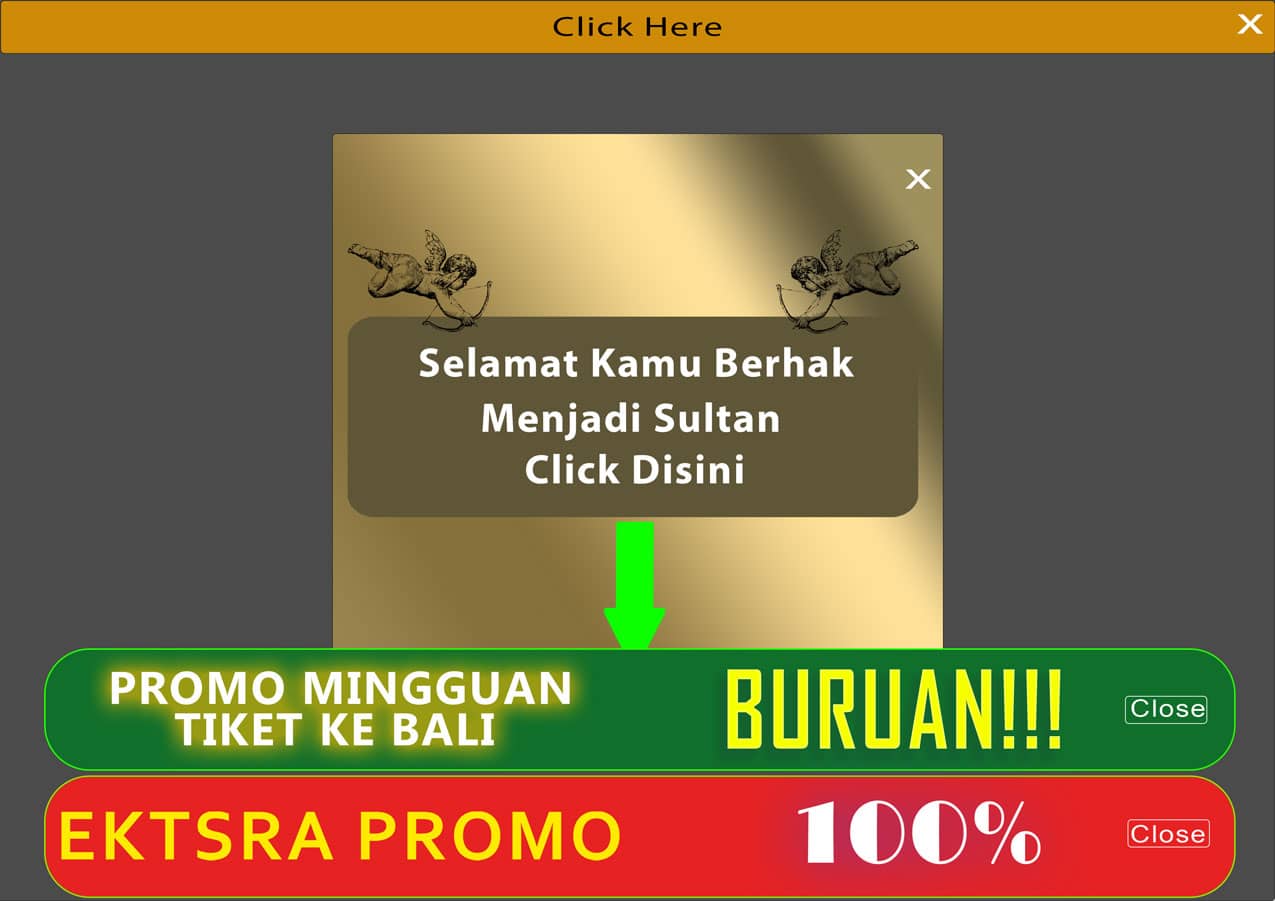 Click Here
X
X
Selamat Kamu Berhak
Menjadi Sultan
Click Disini
PROMO MINGGUAN
TIKET KE BALI
BURUAN!!!
Close
EKTSRA PROMO
100%
Close